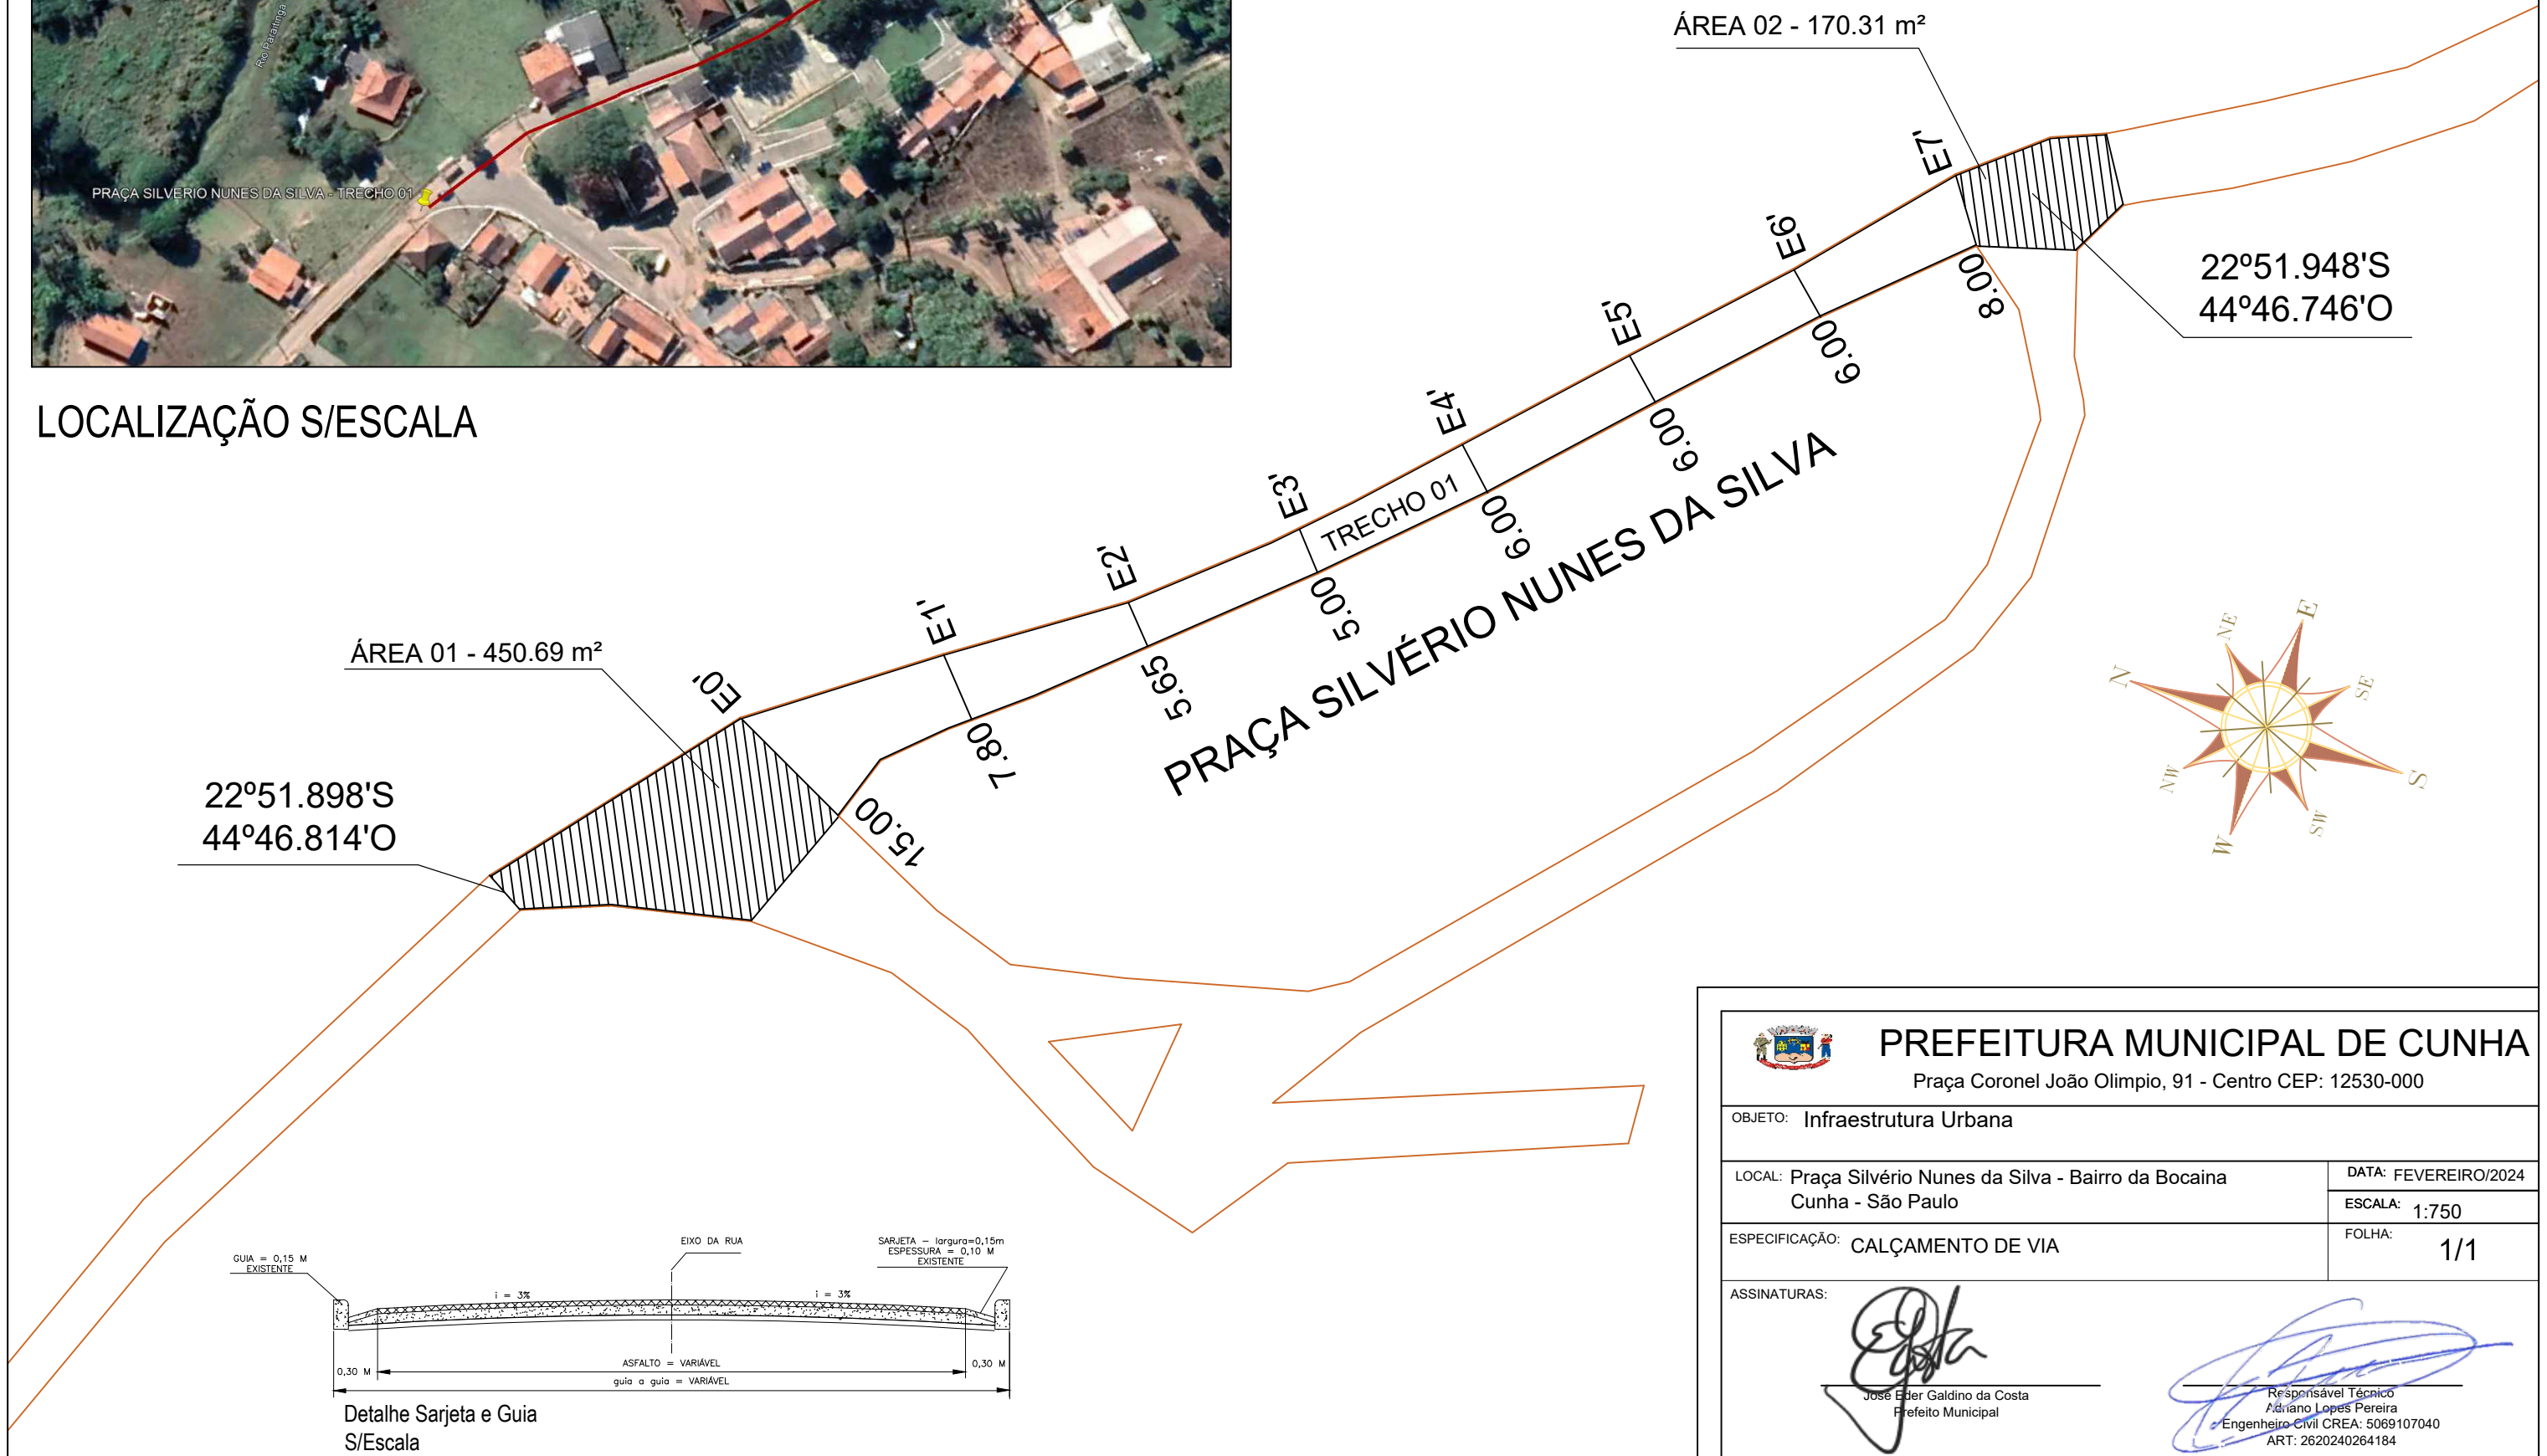 Rio Paraitinga
PRAÇA SILVERIO NUNES DA SILVA - TRECHO 01
LOCALIZAÇÃO S/ESCALA
ÁREA 02 - 170.31 m²
22º51.948'S
44º46.746'O
E7'
E6'
E5'
E4'
E3'
E2'
E1'
E0'
8.00
6.00
6.00
6.00
5.00
5.65
7.80
15.00
TRECHO 01
PRAÇA SILVÉRIO NUNES DA SILVA
ÁREA 01 - 450.69 m²
22º51.898'S
44º46.814'O
N
NE
E
SE
S
SW
W
NW
GUIA = 0,15 M
EXISTENTE
EIXO DA RUA
SARJETA - largura=0,15m
ESPESSURA = 0,10 M
EXISTENTE
i = 3%
i = 3%
0,30 M
ASFALTO = VARIÁVEL
0,30 M
guia a guia = VARIÁVEL
Detalhe Sarjeta e Guia
S/Escala
PREFEITURA MUNICIPAL DE CUNHA
Praça Coronel João Olimpio, 91 - Centro CEP: 12530-000
OBJETO: Infraestrutura Urbana
LOCAL: Praça Silvério Nunes da Silva - Bairro da Bocaina
Cunha - São Paulo
DATA: FEVEREIRO/2024
ESCALA: 1:750
ESPECIFICAÇÃO: CALÇAMENTO DE VIA
FOLHA: 1/1
ASSINATURAS:
José Eder Galdino da Costa
Prefeito Municipal
Responsável Técnico
Adriano Lopes Pereira
Engenheiro Civil CREA: 5069107040
ART: 2620240264184